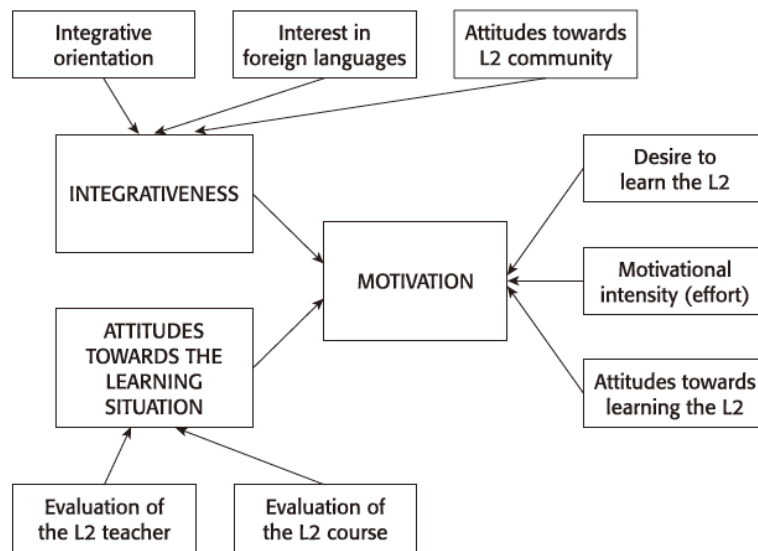 Integrative
orientation
Interest in
foreign languages
Attitudes towards
L2 community
INTEGRATIVENESS
Desire to
learn the L2
MOTIVATION
Motivational
intensity (effort)
ATTITUDES
TOWARDS THE
LEARNING
SITUATION
Attitudes towards
learning the L2
Evaluation of
the L2 teacher
Evaluation of
the L2 course